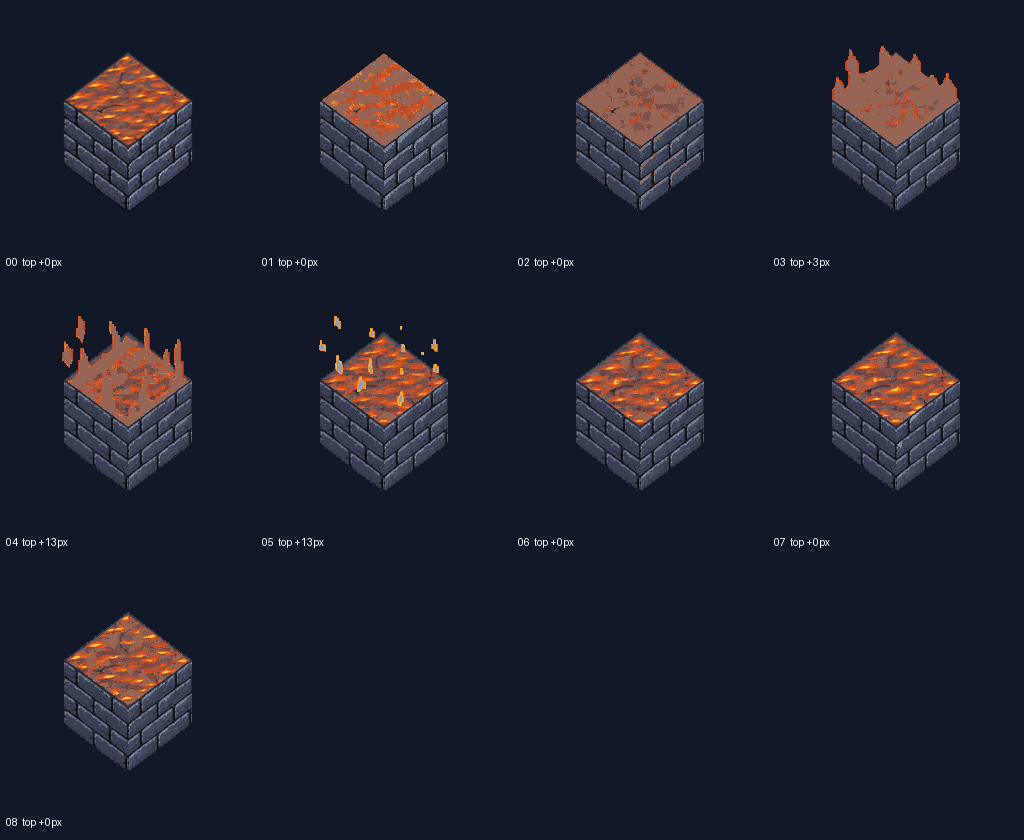 00 top +0px
01 top +0px
02 top +0px
03 top +3px
04 top +13px
05 top +13px
06 top +0px
07 top +0px
08 top +0px